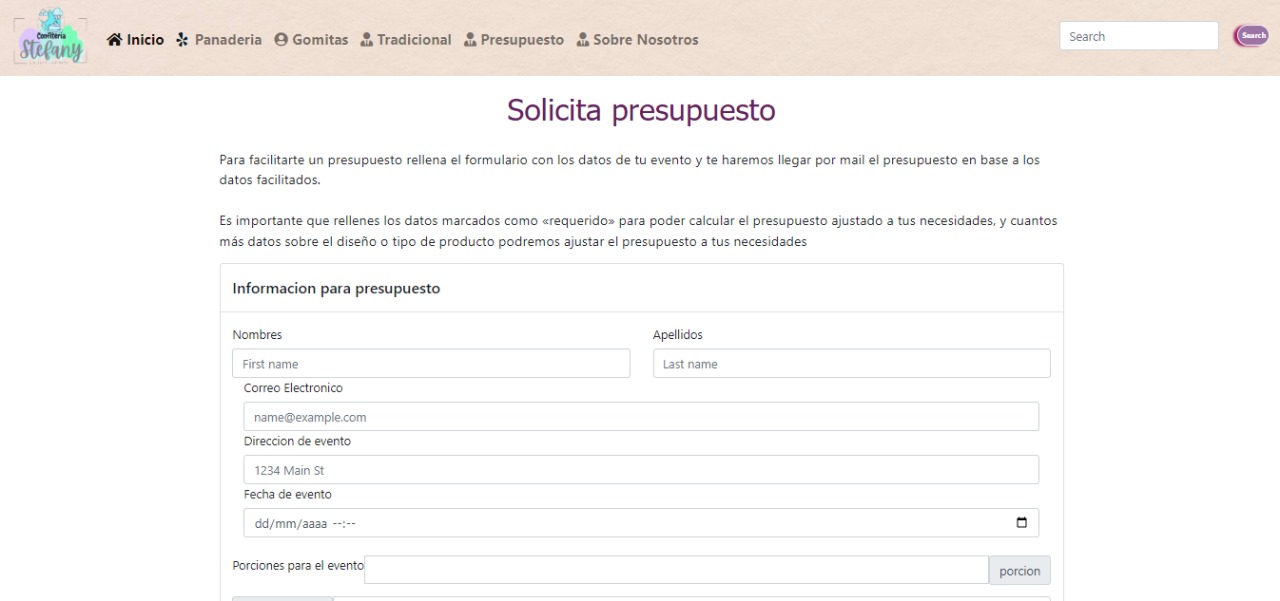 Confitería
Stefany
Inicio Panaderia Gomitas Tradicional Presupuesto Sobre Nosotros Search Search
Solicita presupuesto
Para facilitarte un presupuesto rellena el formulario con los datos de tu evento y te haremos llegar por mail el presupuesto en base a los
datos facilitados.
Es importante que rellenes los datos marcados como «requerido» para poder calcular el presupuesto ajustado a tus necesidades, y cuantos
más datos sobre el diseño o tipo de producto podremos ajustar el presupuesto a tus necesidades
Informacion para presupuesto
Nombres Apellidos
First name Last name
Correo Electronico
name@example.com
Direccion de evento
1234 Main St
Fecha de evento
dd/mm/aaaa --:--
Porciones para el evento porcion